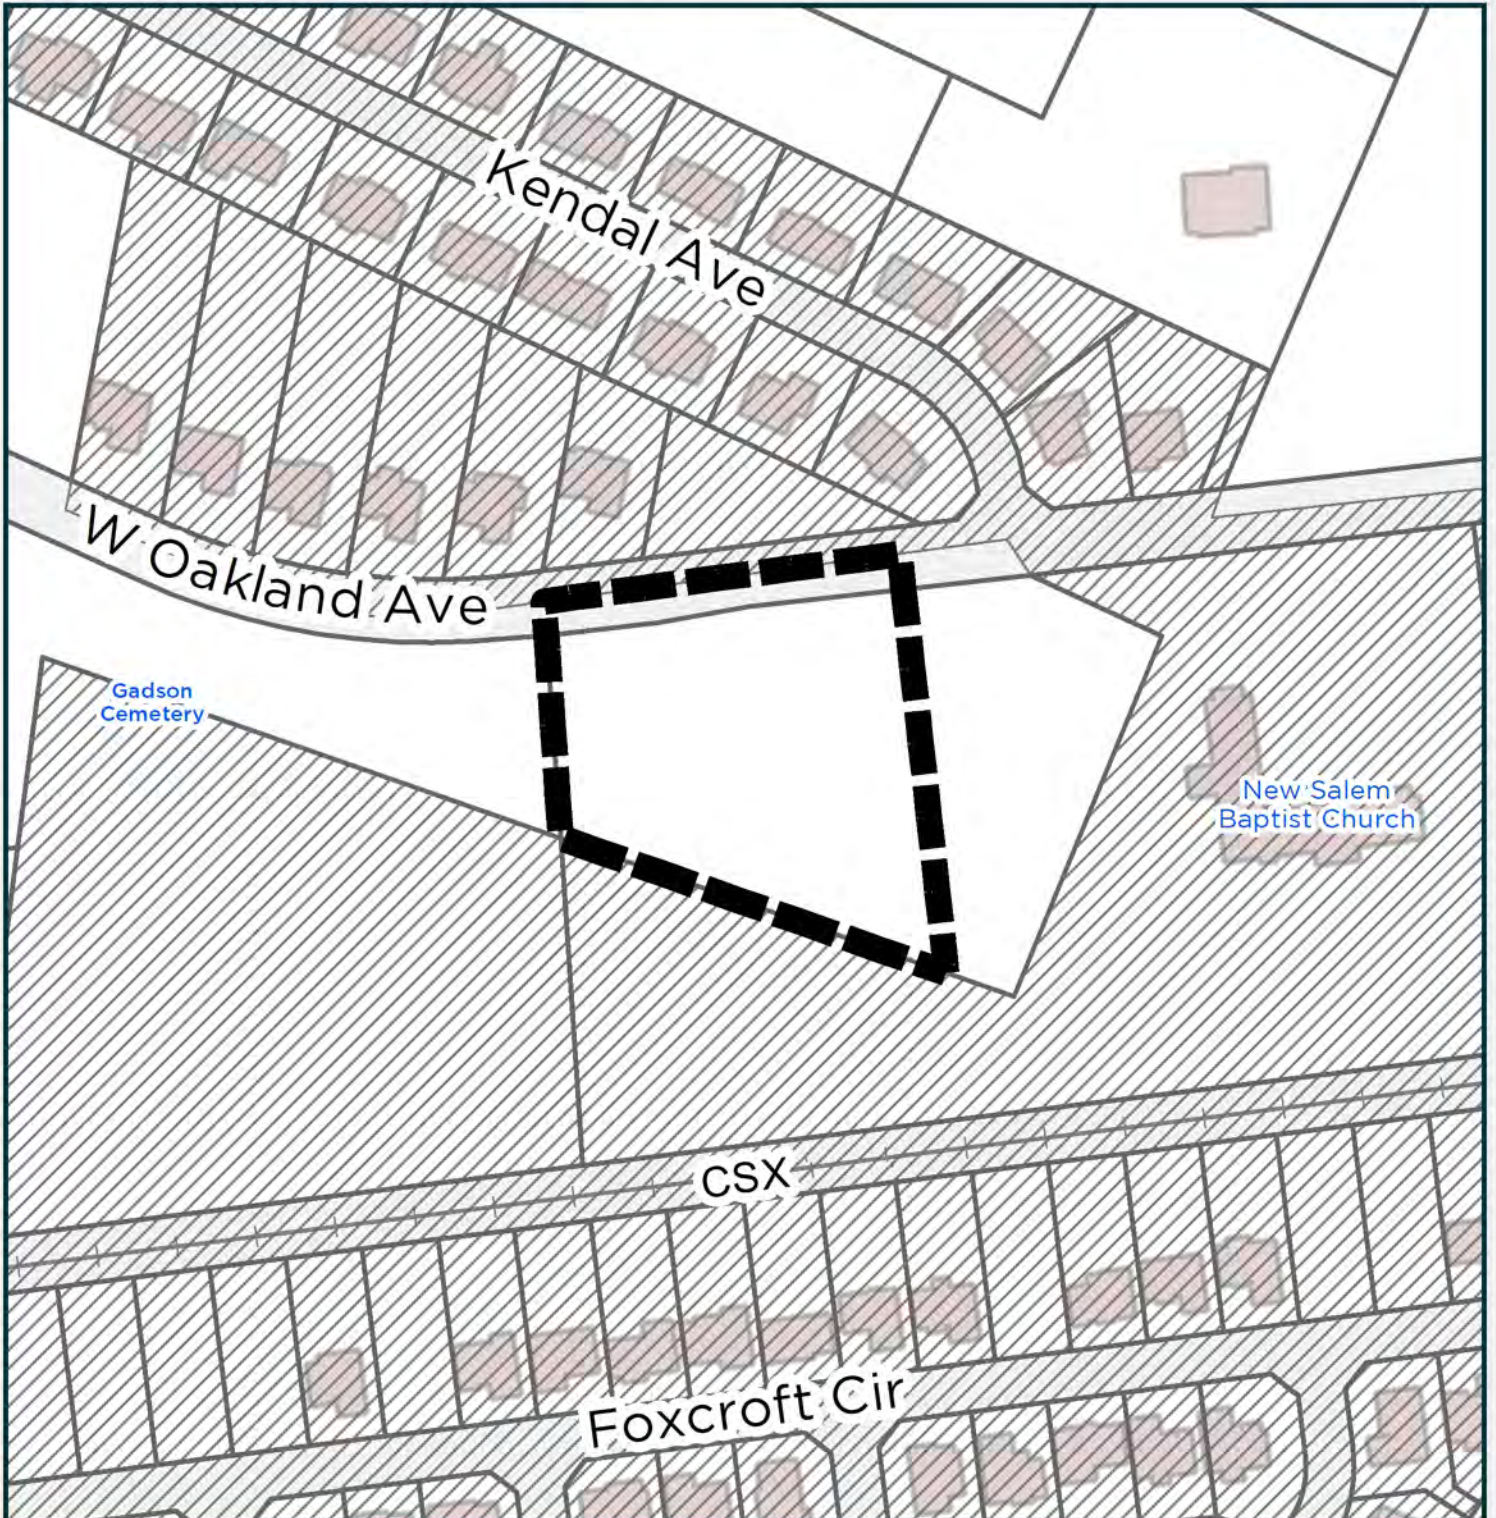 Kendal Ave
W Oakland Ave
Gadson
Cemetery
New Salem
Baptist Church
CSX
Foxcroft Cir